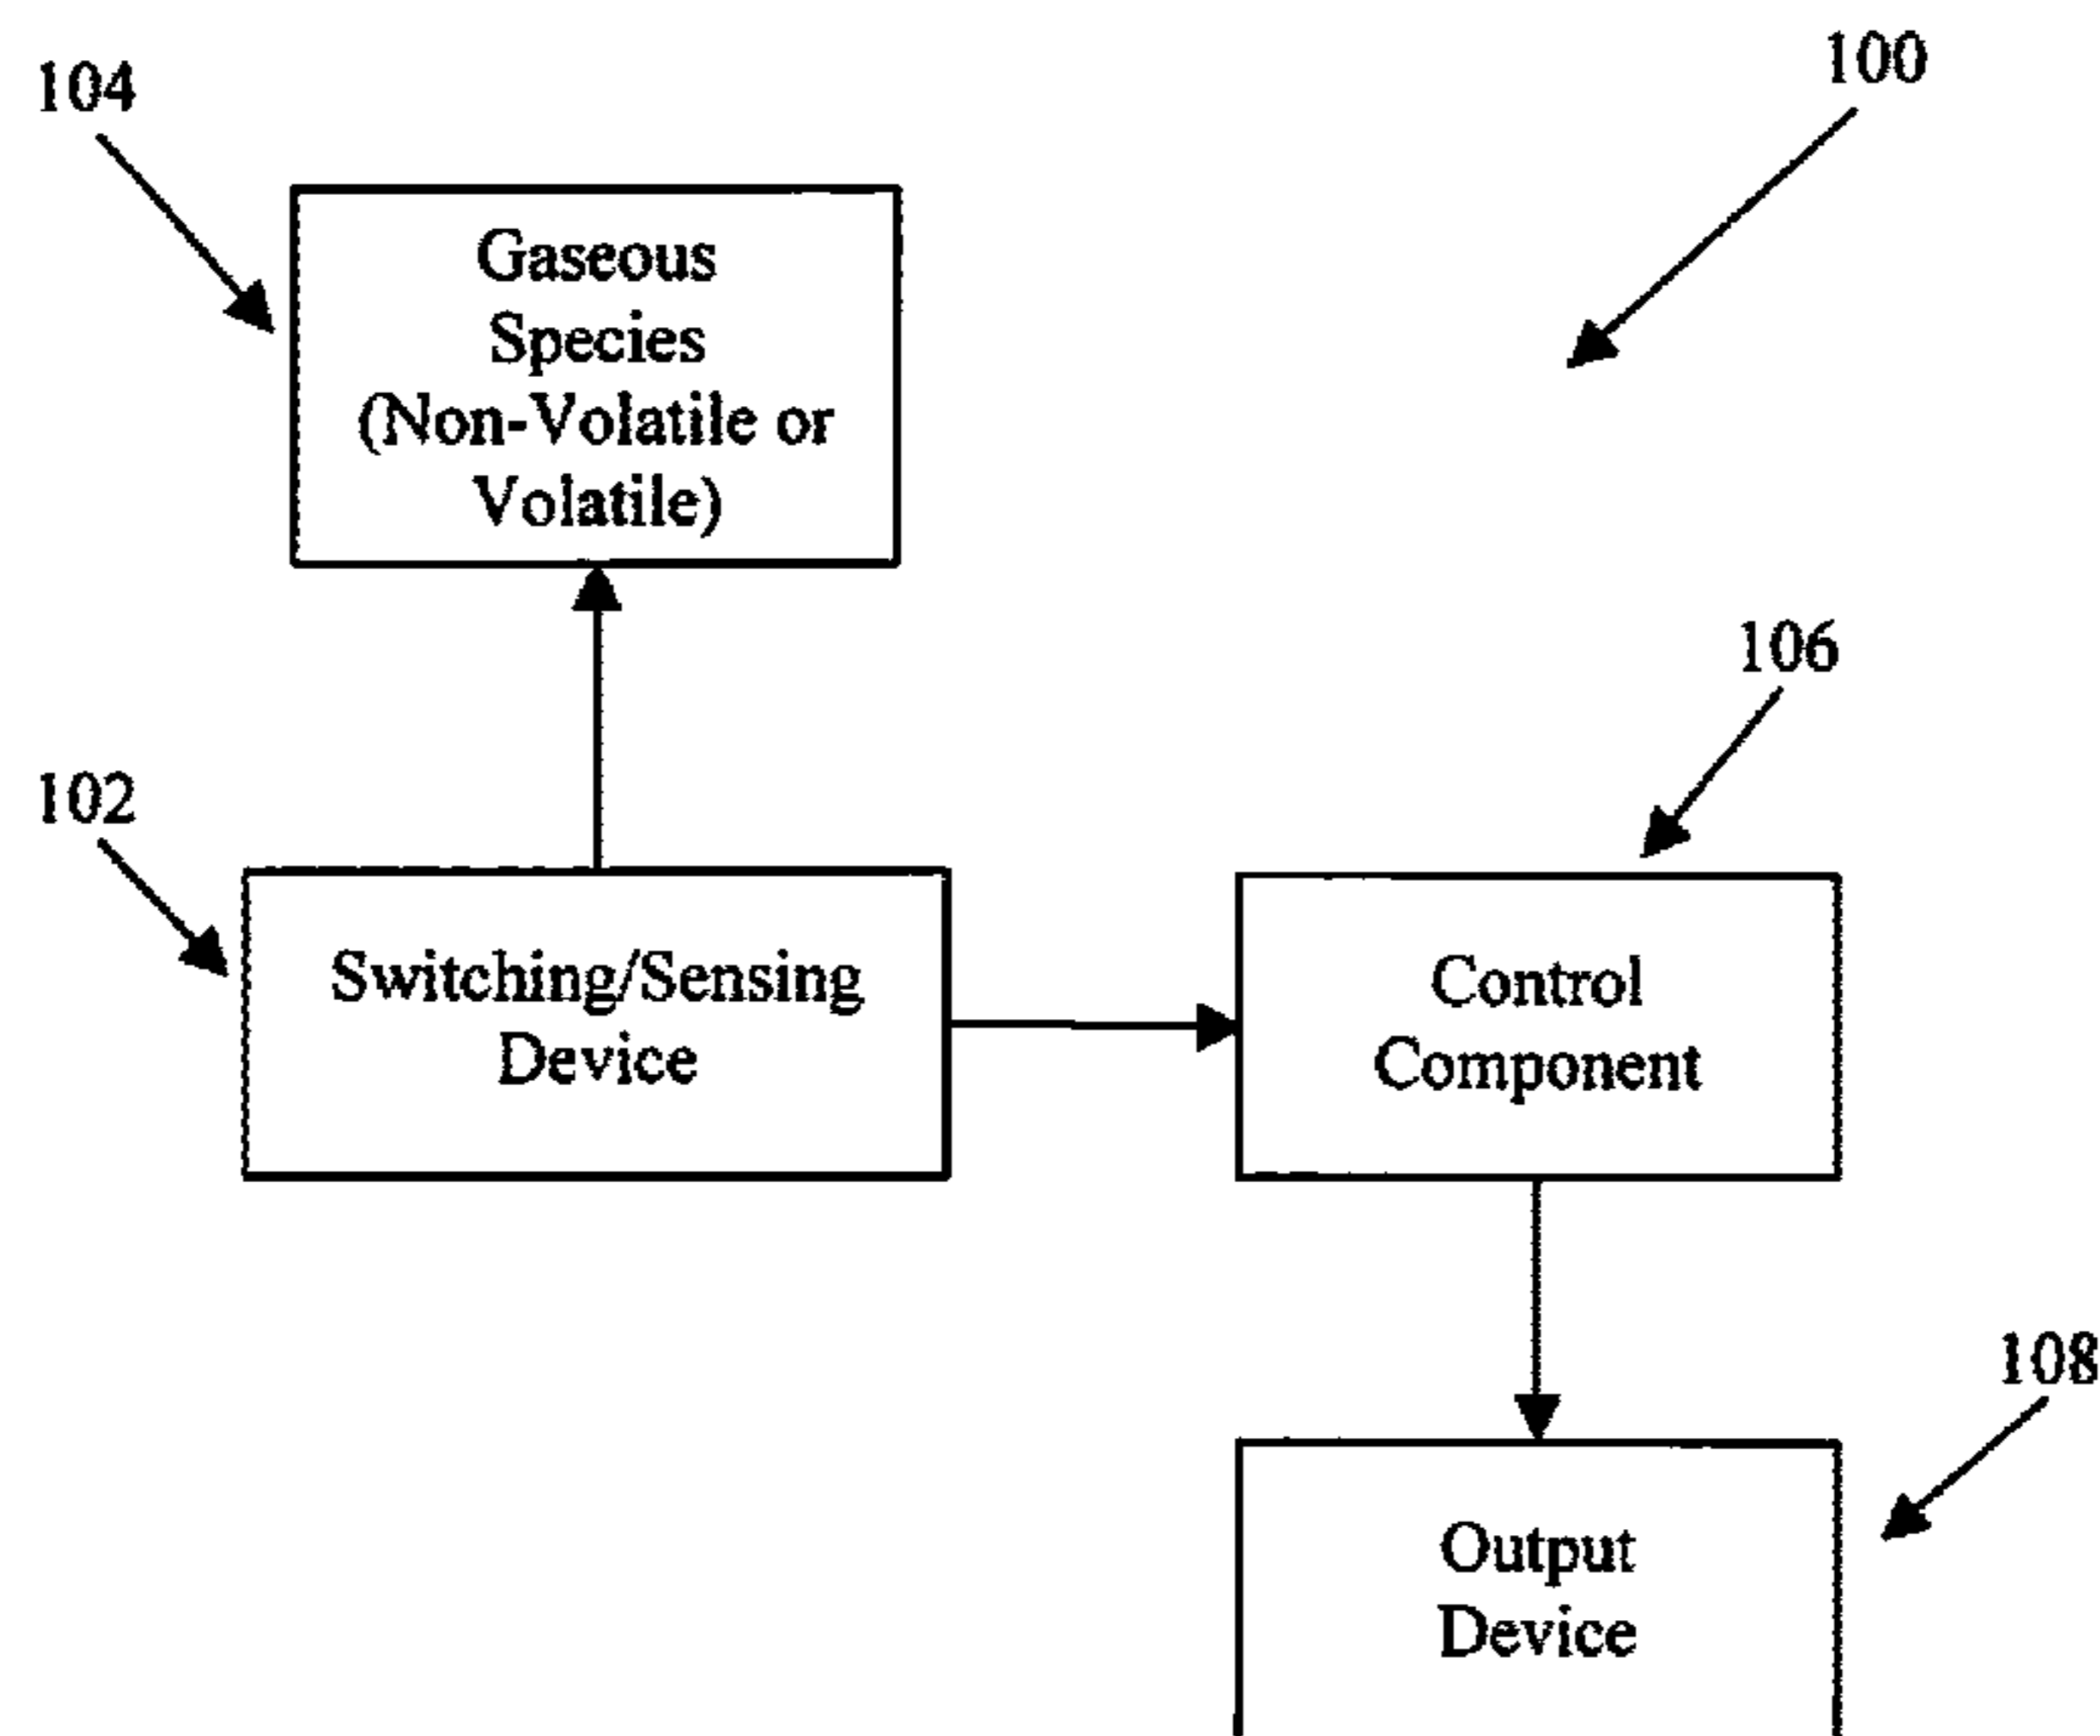 104
100
Gaseous
Species
(Non-Volatile or
Volatile)
106
102
Switching/Sensing
Device
Control
Component
108
Output
Device